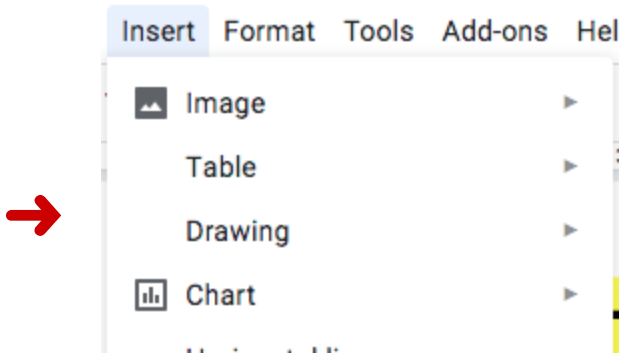 Insert Format Tools Add-ons
Image
Table
Drawing
Chart